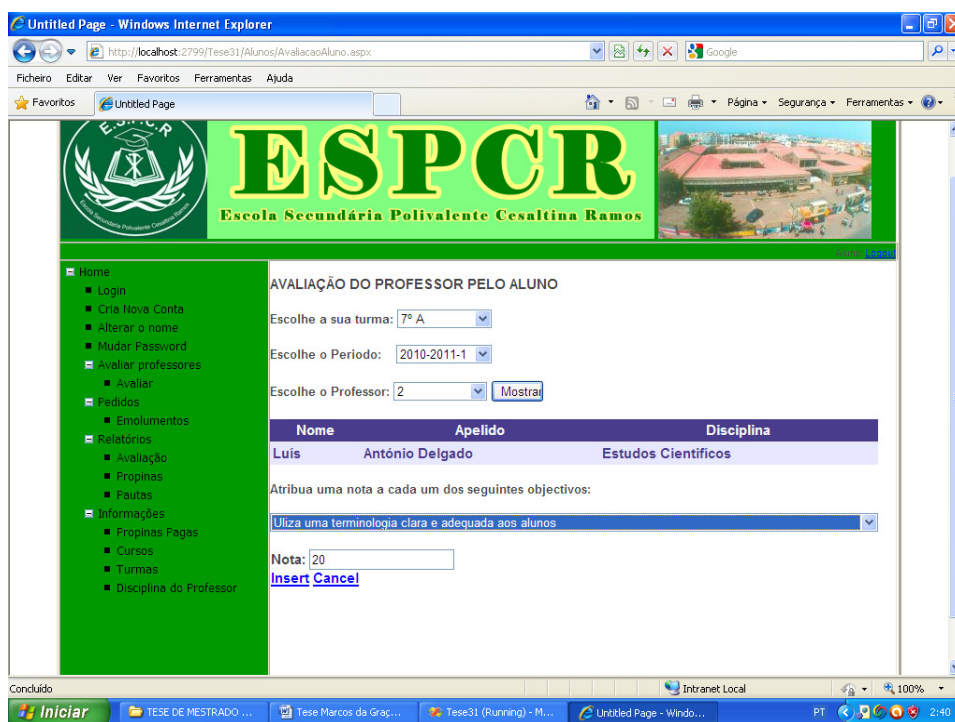 Untitled Page - Windows Internet Explorer
http://localhost:2799/Tese31/Alunos/AvaliacaoAluno.aspx
Google
Ficheiro Editar Ver Favoritos Ferramentas Ajuda
Favoritos Untitled Page Página Segurança Ferramentas
E.S.P.C.R
Escola Secundária Polivalente Cesaltina Ramos
ESPCR
Escola Secundária Polivalente Cesaltina Ramos
Aluno Logout
Home
Login
Cria Nova Conta
Alterar o nome
Mudar Password
Avaliar professores
Avaliar
Pedidos
Emolumentos
Relatórios
Avaliação
Propinas
Pautas
Informações
Propinas Pagas
Cursos
Turmas
Disciplina do Professor
AVALIAÇÃO DO PROFESSOR PELO ALUNO
Escolhe a sua turma: 7º A
Escolhe o Periodo: 2010-2011-1
Escolhe o Professor: 2 Mostrar
Nome Apelido Disciplina
Luís António Delgado Estudos Cientificos
Atribua uma nota a cada um dos seguintes objectivos:
Uliza uma terminologia clara e adequada aos alunos
Nota: 20
Insert Cancel
Concluído Intranet Local 100%
Iniciar TESE DE MESTRADO ... Tese Marcos da Graç... Tese31 (Running) - M... Untitled Page - Windo... PT 2:40